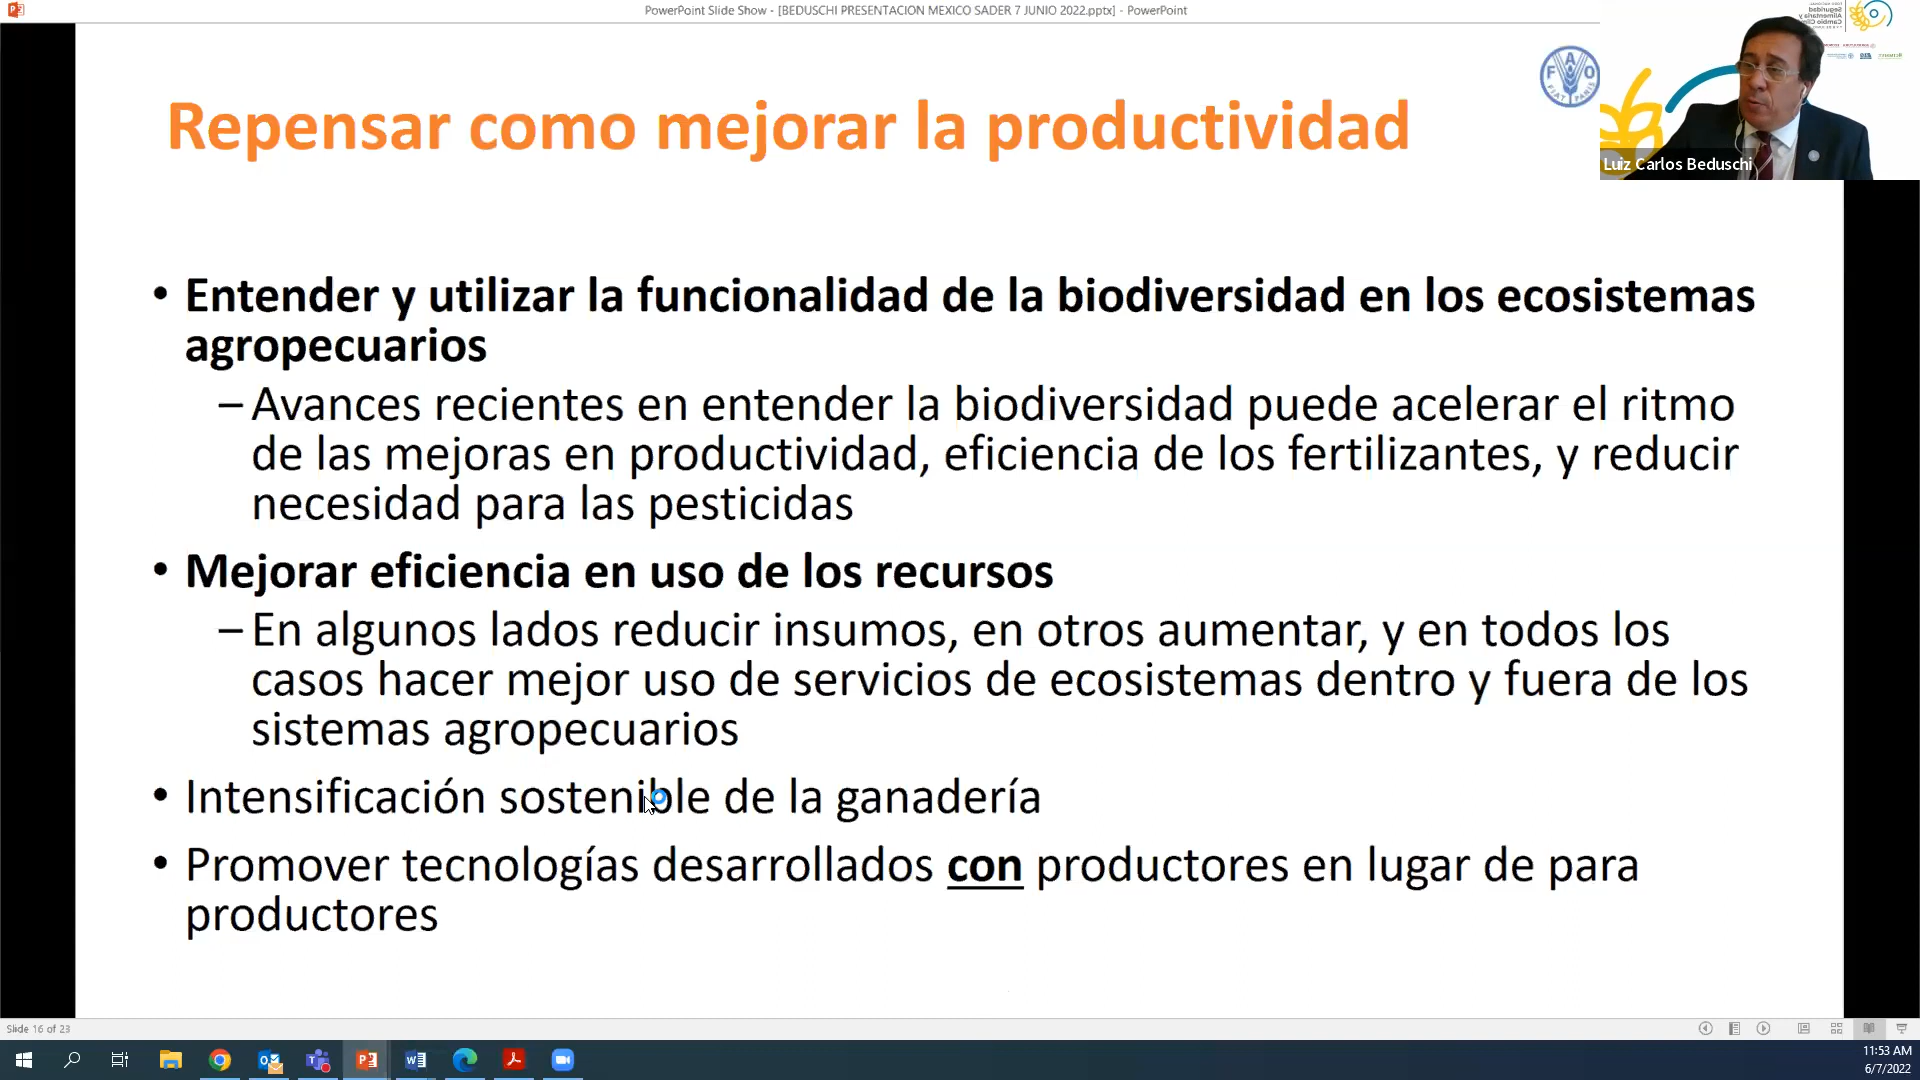 PowerPoint Slide Show - [BEDUSCHI PRESENTACION MEXICO SADER 7 JUNIO 2022.pptx] - PowerPoint
Repensar como mejorar la productividad
FAO
FIAT PANIS
Seguridad
Alimentaria y
Luiz Carlos Beduschi
• Entender y utilizar la funcionalidad de la biodiversidad en los ecosistemas
agropecuarios
– Avances recientes en entender la biodiversidad puede acelerar el ritmo
de las mejoras en productividad, eficiencia de los fertilizantes, y reducir
necesidad para las pesticidas
• Mejorar eficiencia en uso de los recursos
– En algunos lados reducir insumos, en otros aumentar, y en todos los
casos hacer mejor uso de servicios de ecosistemas dentro y fuera de los
sistemas agropecuarios
• Intensificación sostenible de la ganadería
• Promover tecnologías desarrollados con productores en lugar de para
productores
Slide 16 of 23
11:53 AM
6/7/2022